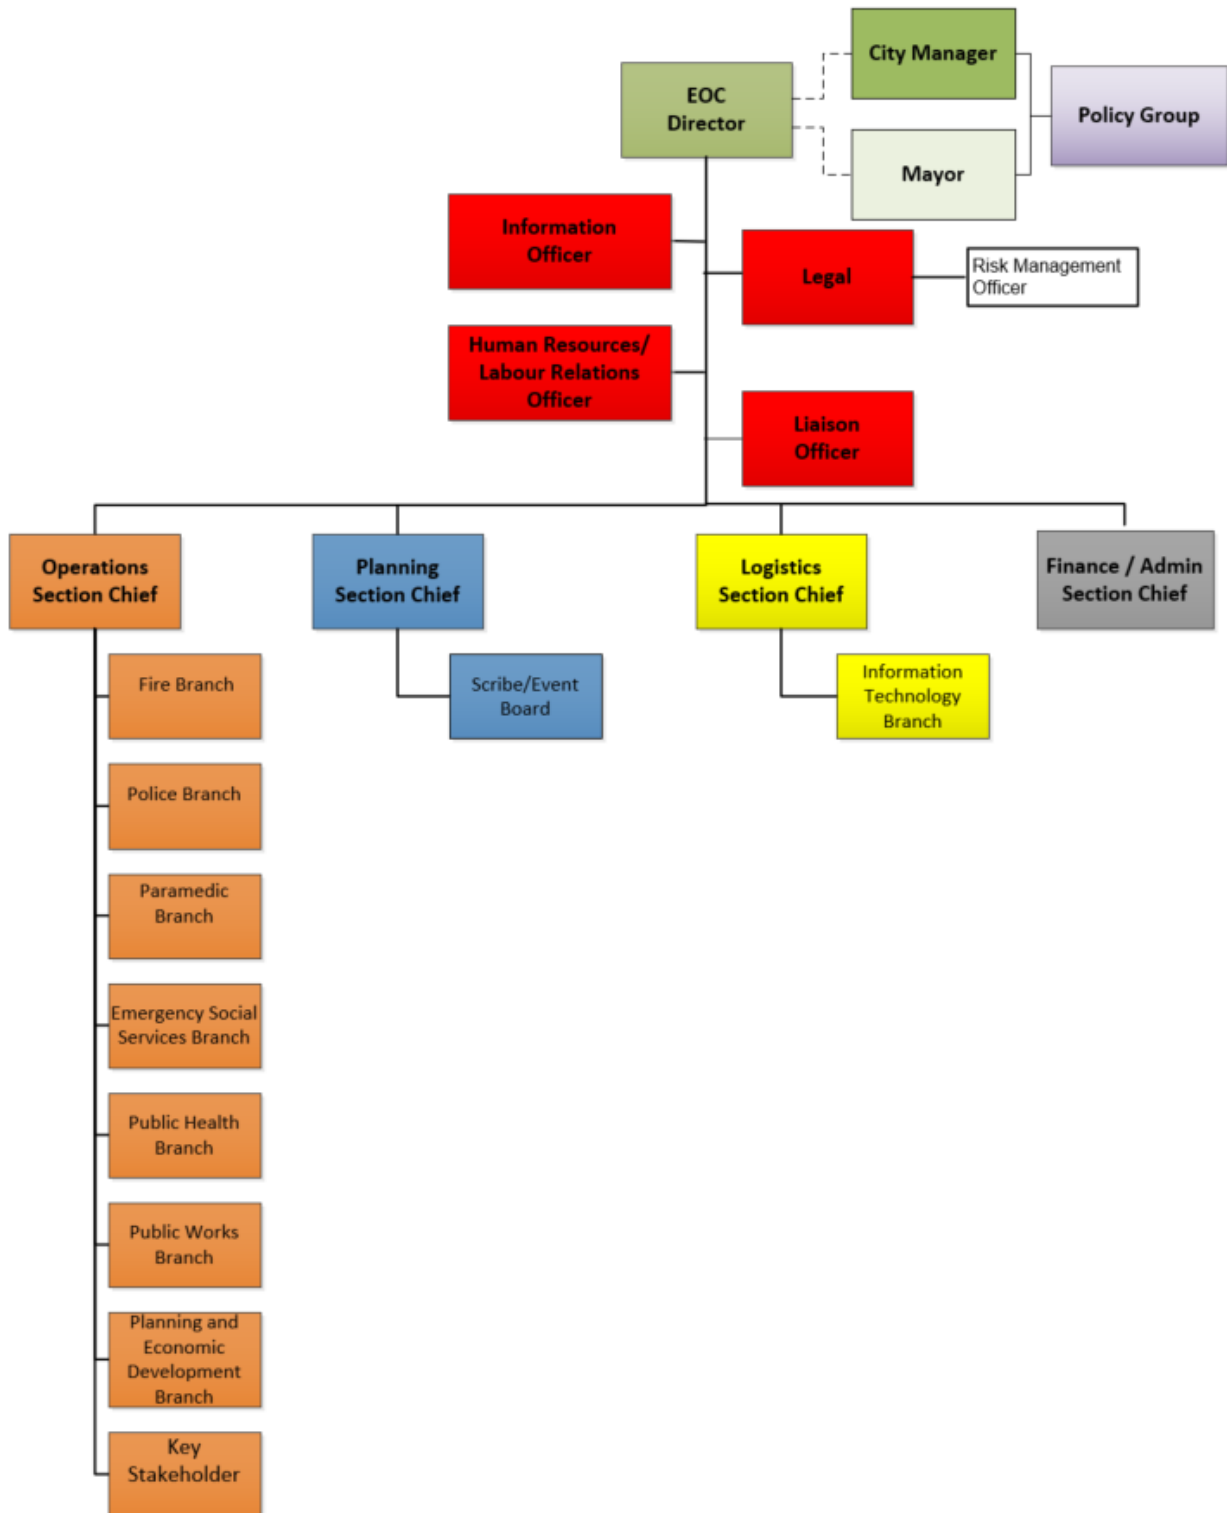 City Manager
EOC
Director
Policy Group
Mayor
Information
Officer
Legal
Risk Management
Officer
Human Resources/
Labour Relations
Officer
Liaison
Officer
Operations
Section Chief
Planning
Section Chief
Logistics
Section Chief
Finance / Admin
Section Chief
Fire Branch
Scribe/Event
Board
Information
Technology
Branch
Police Branch
Paramedic
Branch
Emergency Social
Services Branch
Public Health
Branch
Public Works
Branch
Planning and
Economic
Development
Branch
Key
Stakeholder